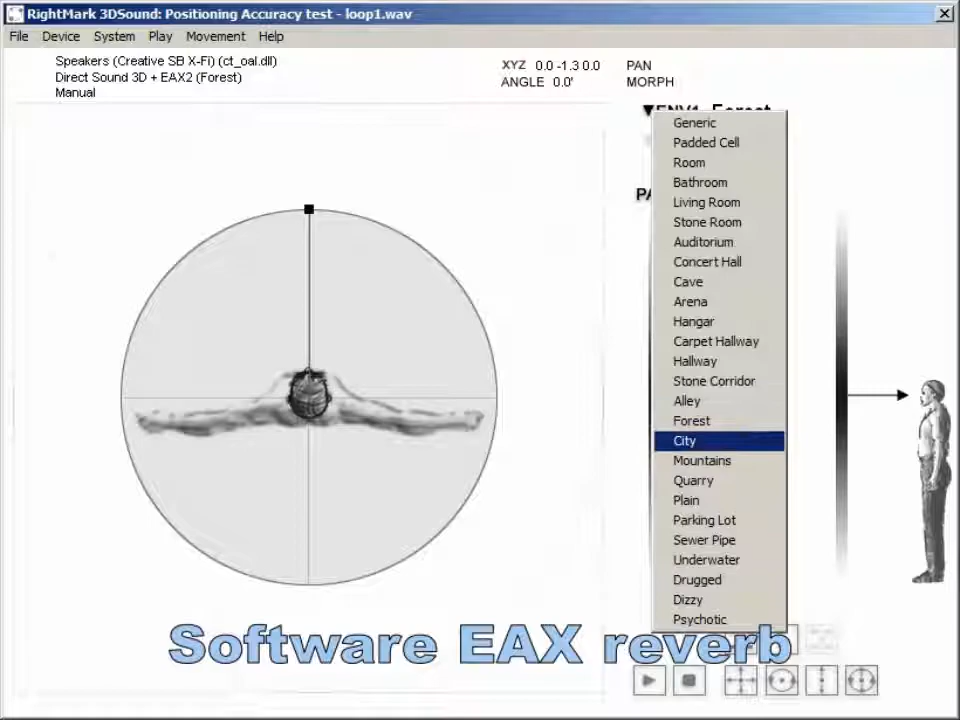 RightMark 3DSound: Positioning Accuracy test - loop1.wav
File Device System Play Movement Help
Speakers (Creative SB X-Fi) (ct_oal.dll)
Direct Sound 3D + EAX2 (Forest)
Manual
XYZ 0.0 -1.3 0.0 PAN
ANGLE 0.0' MORPH
ENV1 Forest
Generic
Padded Cell
Room
Bathroom
Living Room
Stone Room
Auditorium
Concert Hall
Cave
Arena
Hangar
Carpet Hallway
Hallway
Stone Corridor
Alley
Forest
City
Mountains
Quarry
Plain
Parking Lot
Sewer Pipe
Underwater
Drugged
Dizzy
Psychotic
Software EAX reverb